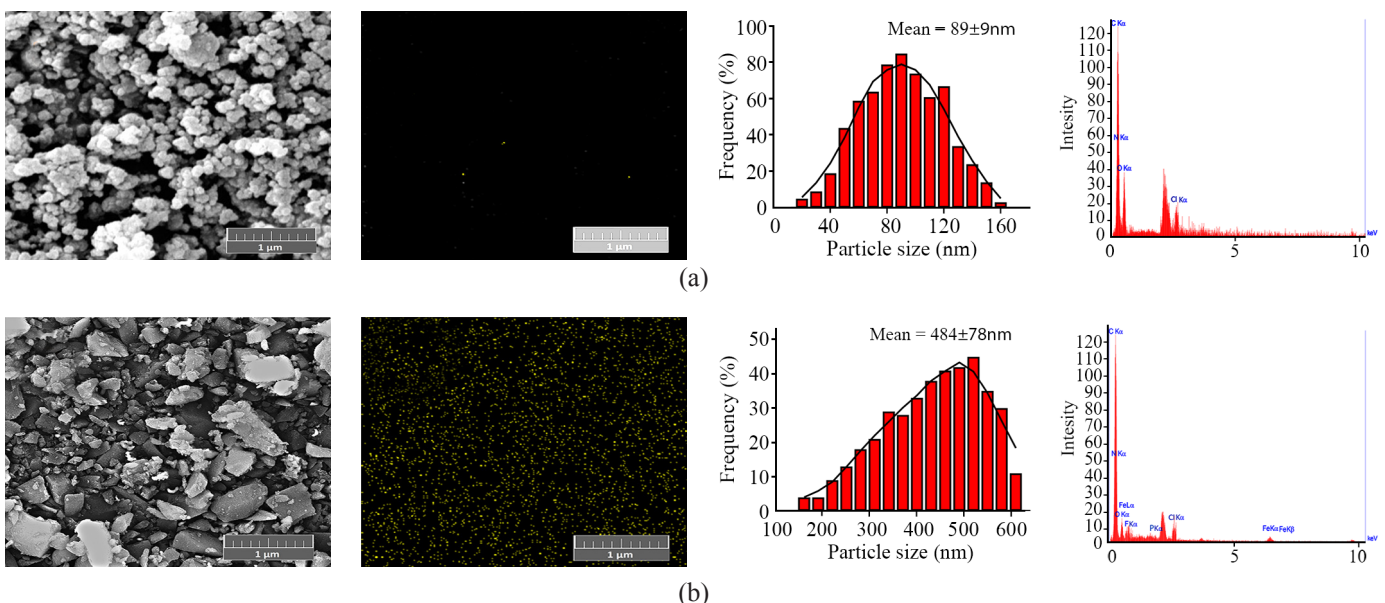 1 µm
1 µm
Mean = 89±9nm
Frequency (%)
100
80
60
40
20
0
40
80
120
160
Particle size (nm)
Intesity
120
110
100
90
80
70
60
50
40
30
20
10
0
C Kα
N Kα
O Kα
Cl Kα
keV
5
10
(a)
1 µm
1 µm
Mean = 484±78nm
Frequency (%)
50
40
30
20
10
0
100
200
300
400
500
600
Particle size (nm)
Intesity
120
110
100
90
80
70
60
50
40
30
20
10
0
C Kα
N Kα
FeLα
O Kα
F Kα
P Kα
Cl Kα
FeKα FeKβ
keV
5
10
(b)